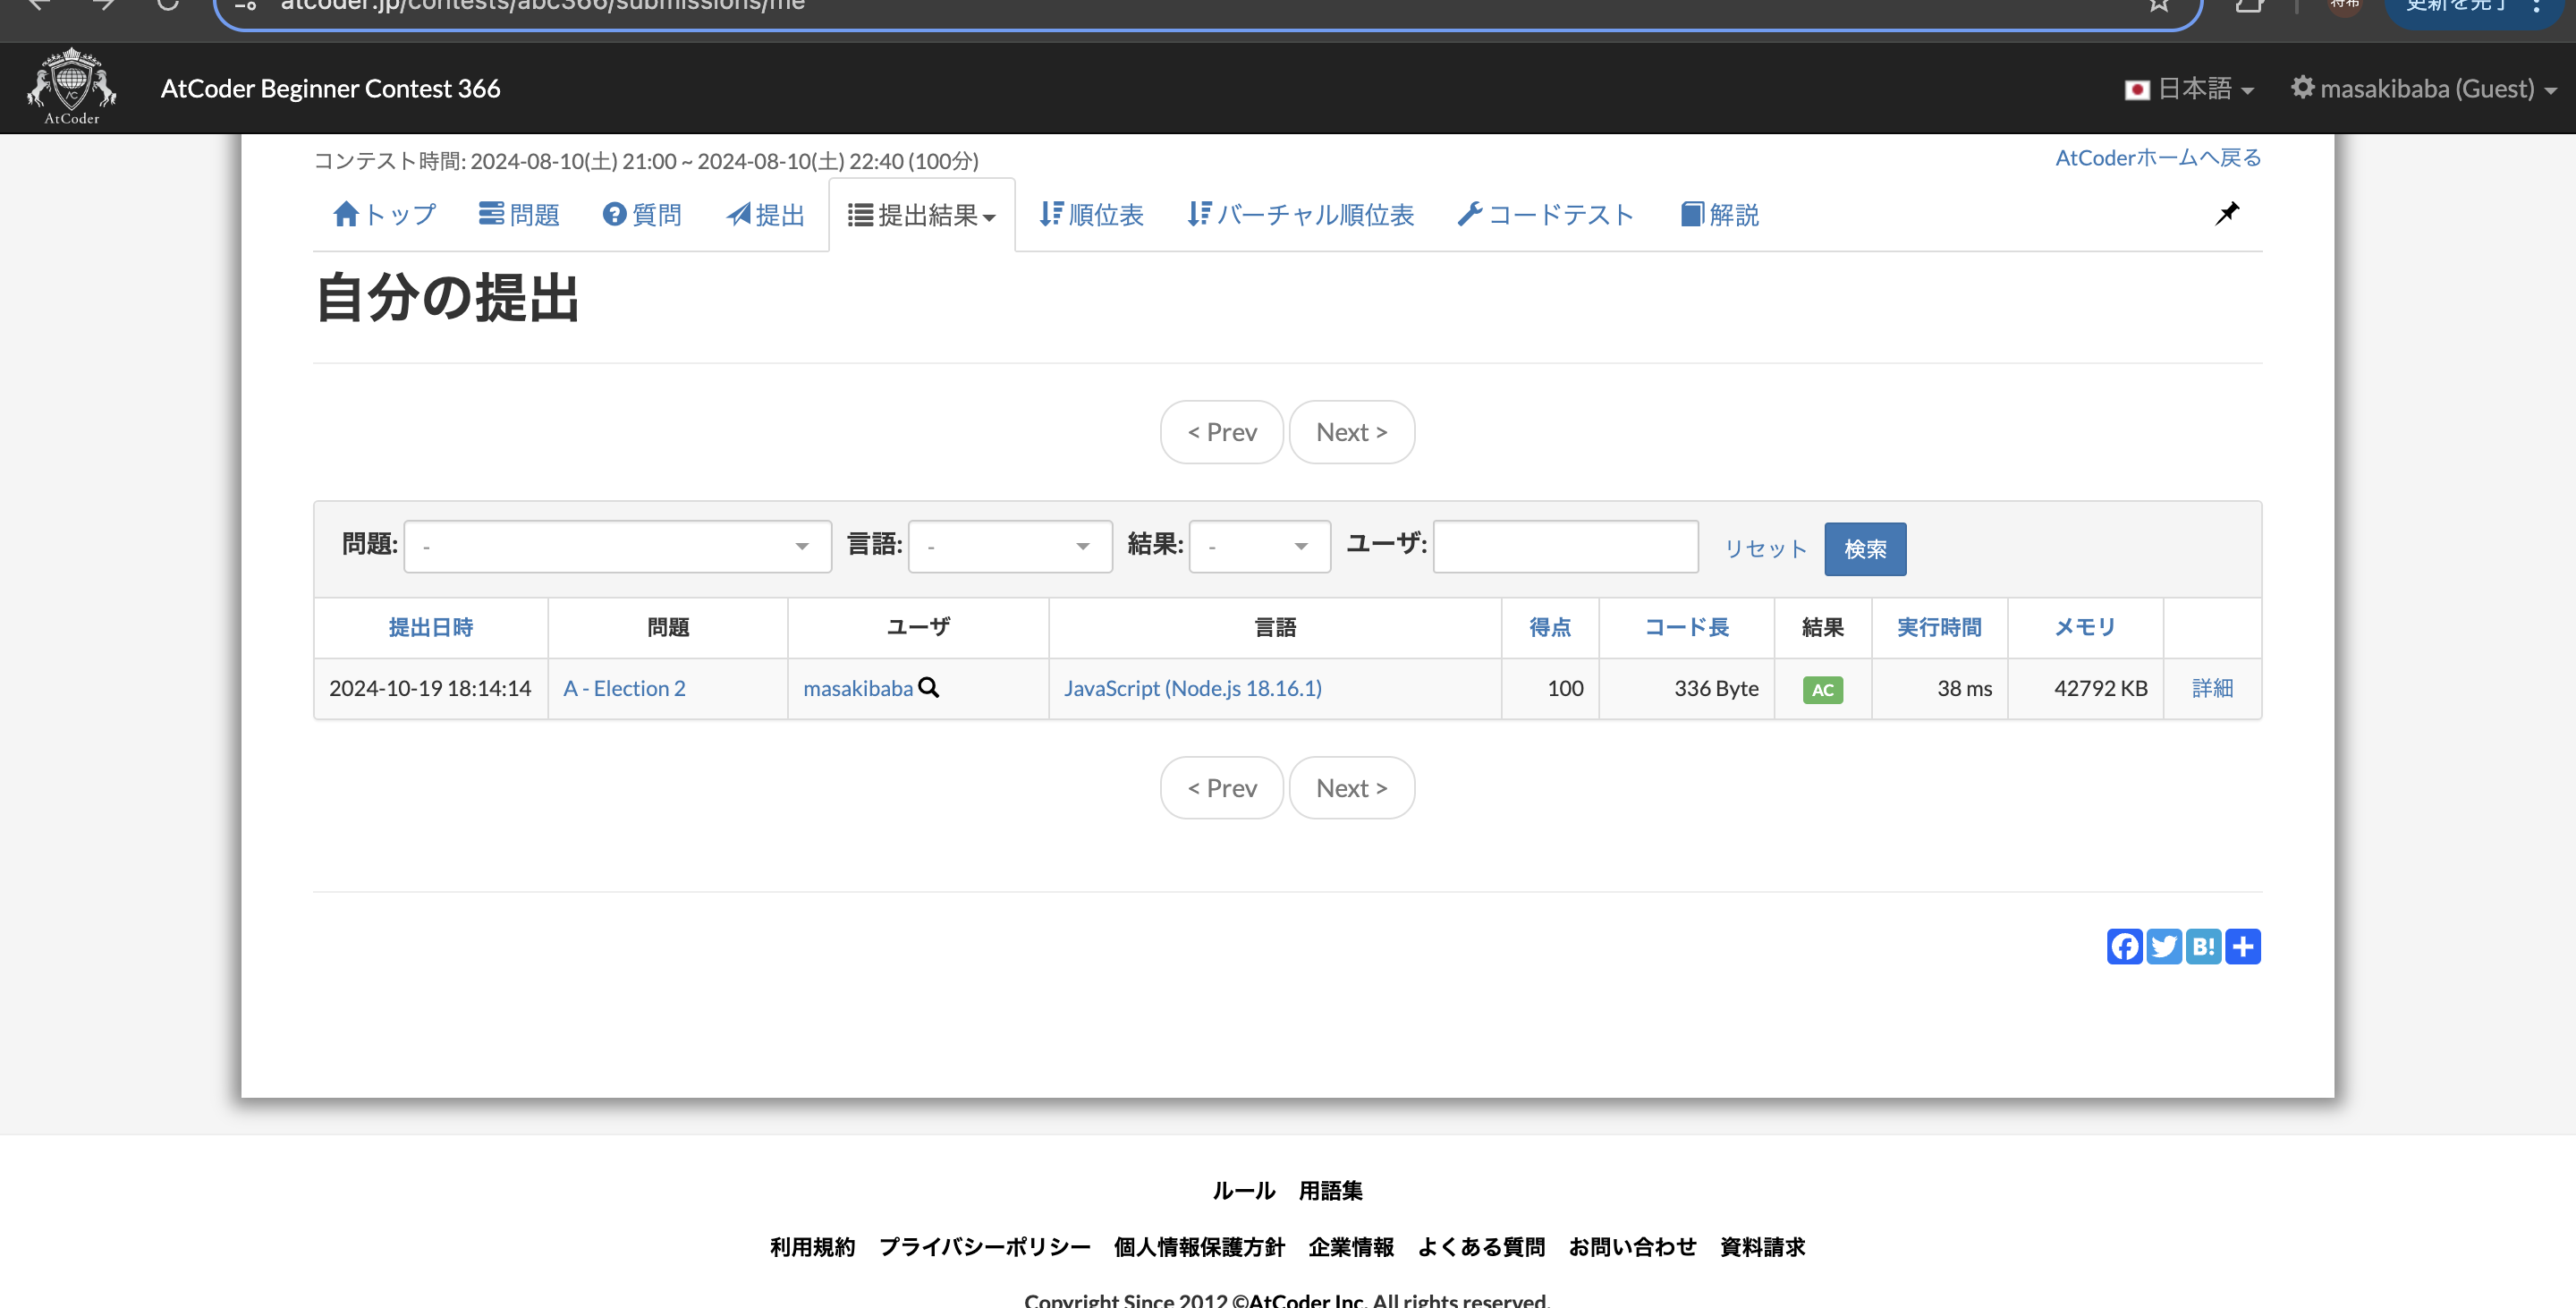 atcoder.jp/contests/abc366/submissions/me
更新を完了
AtCoder
AtCoder Beginner Contest 366
日本語
masakibaba (Guest)
コンテスト時間: 2024-08-10(土) 21:00 ~ 2024-08-10(土) 22:40 (100分)
AtCoderホームへ戻る
トップ 問題 質問 提出 提出結果 順位表 バーチャル順位表 コードテスト 解説
自分の提出
< Prev Next >
問題: - 言語: - 結果: - ユーザ: リセット 検索
提出日時 問題 ユーザ 言語 得点 コード長 結果 実行時間 メモリ
2024-10-19 18:14:14 A - Election 2 masakibaba JavaScript (Node.js 18.16.1) 100 336 Byte AC 38 ms 42792 KB 詳細
< Prev Next >
B!
ルール 用語集
利用規約 プライバシーポリシー 個人情報保護方針 企業情報 よくある質問 お問い合わせ 資料請求
Copyright Since 2012 ©AtCoder Inc. All rights reserved.